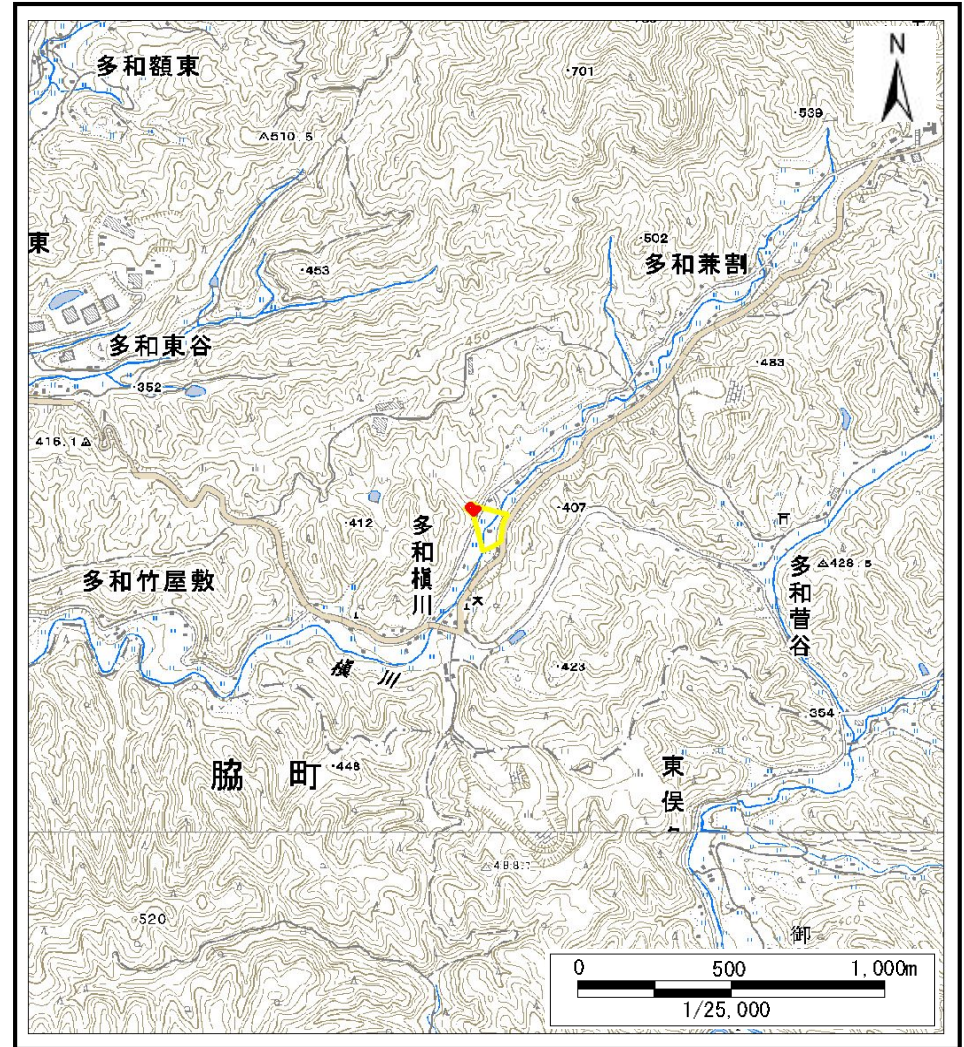 多和額東
N
・701
・539
△510.5
東
・502
多和兼割
・453
450
多和東谷
・352
・483
416.1△
・407
・412
多和槇川
多和菅谷
△428.5
多和竹屋敷
・423
槇川
354
脇町
・448
東俣
・520
御
0 500 1,000m
1/25,000